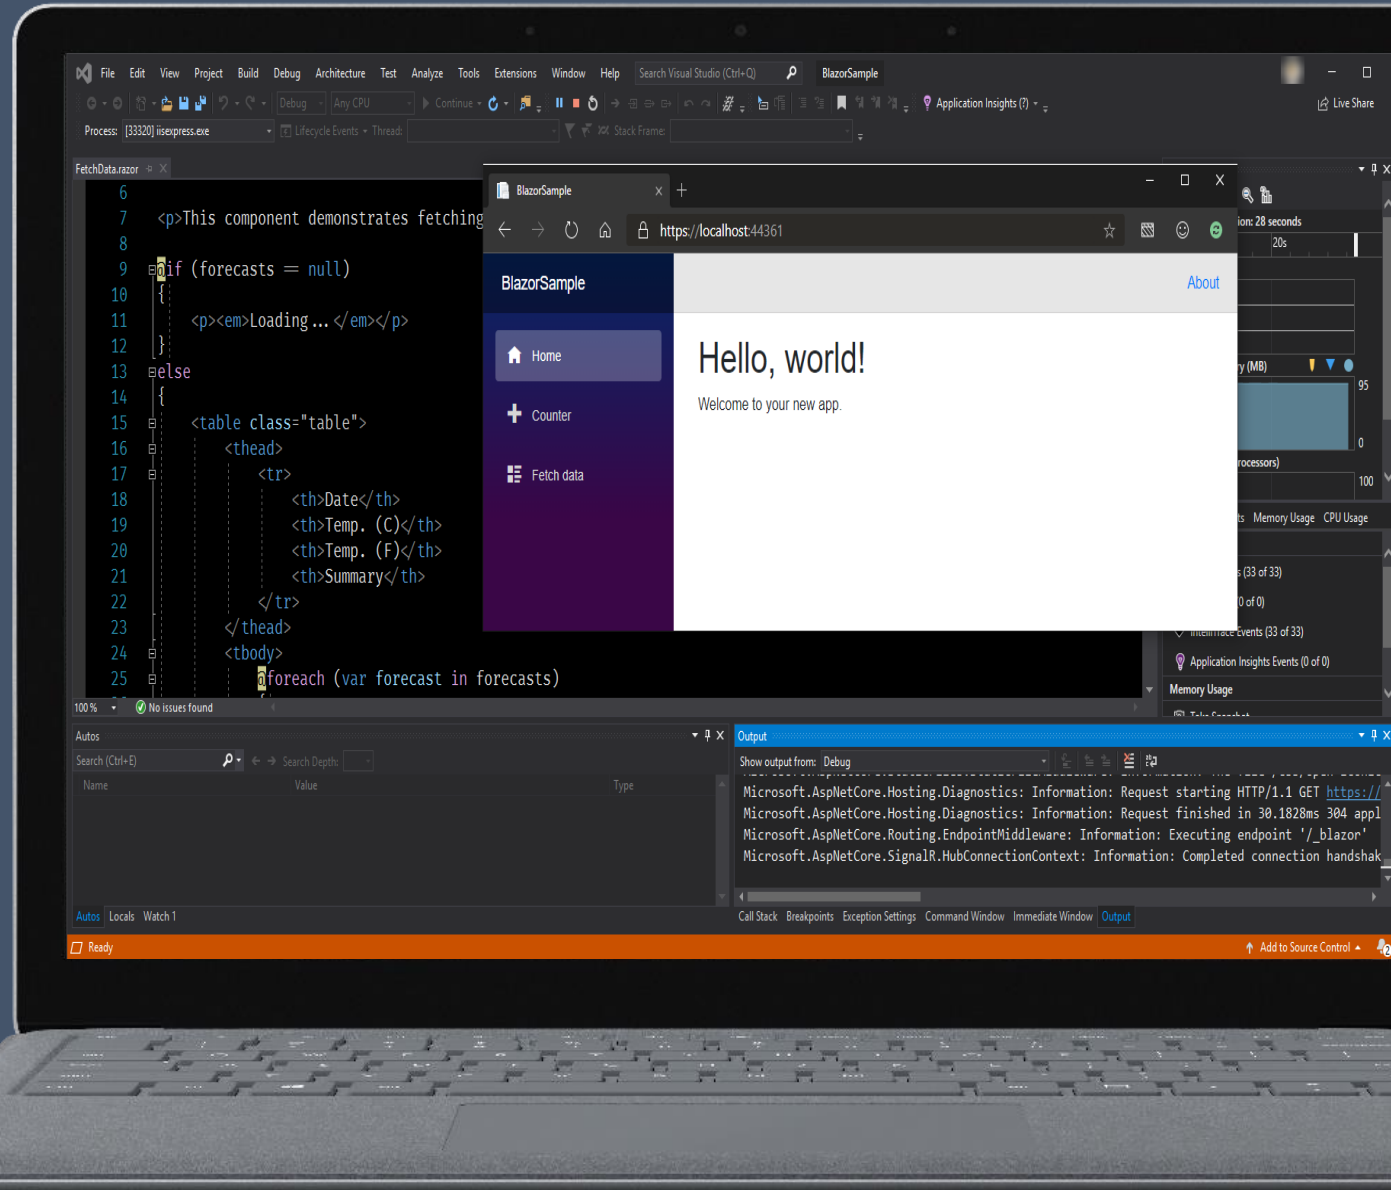 File Edit View Project Build Debug Architecture Test Analyze Tools Extensions Window Help Search Visual Studio (Ctrl+Q) BlazorSample
Debug Any CPU Continue Application Insights (?) Live Share
Process: [33320] iisexpress.exe Lifecycle Events Thread: Stack Frame:
FetchData.razor
6
7 <p>This component demonstrates fetching
8
9 @if (forecasts == null)
10 {
11 <p><em>Loading...</em></p>
12 }
13 else
14 {
15 <table class="table">
16 <thead>
17 <tr>
18 <th>Date</th>
19 <th>Temp. (C)</th>
20 <th>Temp. (F)</th>
21 <th>Summary</th>
22 </tr>
23 </thead>
24 <tbody>
25 @foreach (var forecast in forecasts)
100 % No issues found
BlazorSample
https://localhost:44361
BlazorSample
About
Home
Counter
Fetch data
Hello, world!
Welcome to your new app.
ion: 28 seconds
20s
ry (MB)
95
0
rocessors)
100
ts Memory Usage CPU Usage
s (33 of 33)
(0 of 0)
Events (33 of 33)
Application Insights Events (0 of 0)
Memory Usage
Autos
Search (Ctrl+E) Search Depth:
Name Value Type
Autos Locals Watch 1
Output
Show output from: Debug
Microsoft.AspNetCore.Hosting.Diagnostics: Information: Request starting HTTP/1.1 GET https://
Microsoft.AspNetCore.Hosting.Diagnostics: Information: Request finished in 30.1828ms 304 appl
Microsoft.AspNetCore.Routing.EndpointMiddleware: Information: Executing endpoint '/_blazor'
Microsoft.AspNetCore.SignalR.HubConnectionContext: Information: Completed connection handshak
Call Stack Breakpoints Exception Settings Command Window Immediate Window Output
Ready
Add to Source Control
2